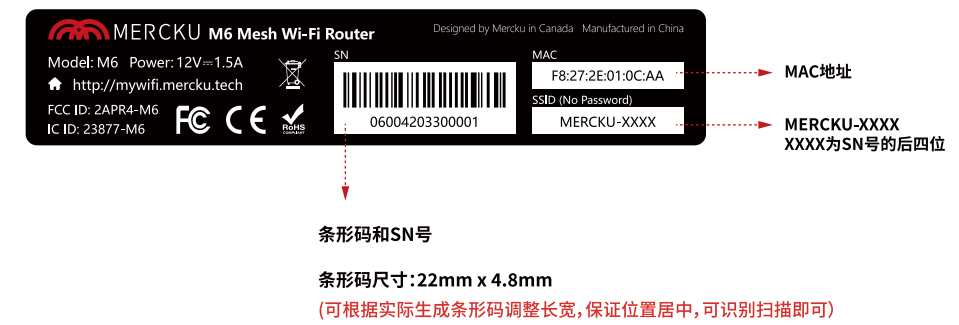 MERCKU M6 Mesh Wi-Fi Router
Designed by Mercku in Canada Manufactured in China
Model: M6 Power: 12V⎓1.5A
http://mywifi.mercku.tech
FCC ID: 2APR4-M6
IC ID: 23877-M6
FC CE RoHS
COMPLIANT
SN
06004203300001
MAC
F8:27:2E:01:0C:AA
SSID (No Password)
MERCKU-XXXX
MAC地址
MERCKU-XXXX
XXXX为SN号的后四位
条形码和SN号
条形码尺寸:22mm x 4.8mm
(可根据实际生成条形码调整长宽,保证位置居中,可识别扫描即可)